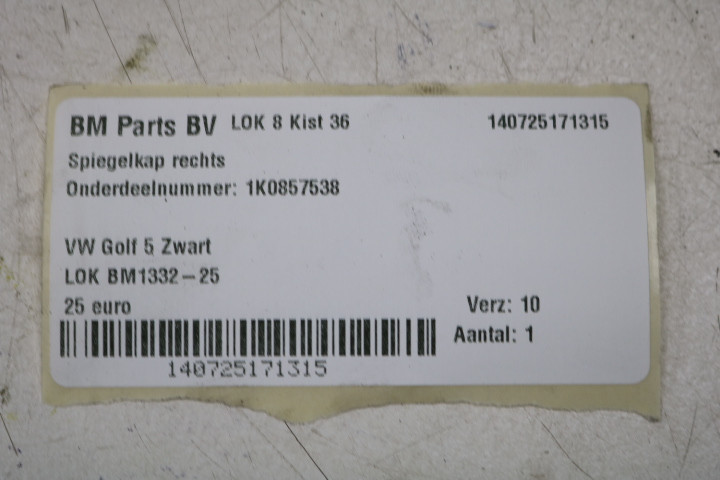 BM Parts BV LOK 8 Kist 36 140725171315
Spiegelkap rechts
Onderdeelnummer: 1K0857538
VW Golf 5 Zwart
LOK BM1332-25
25 euro Verz: 10
Aantal: 1
140725171315